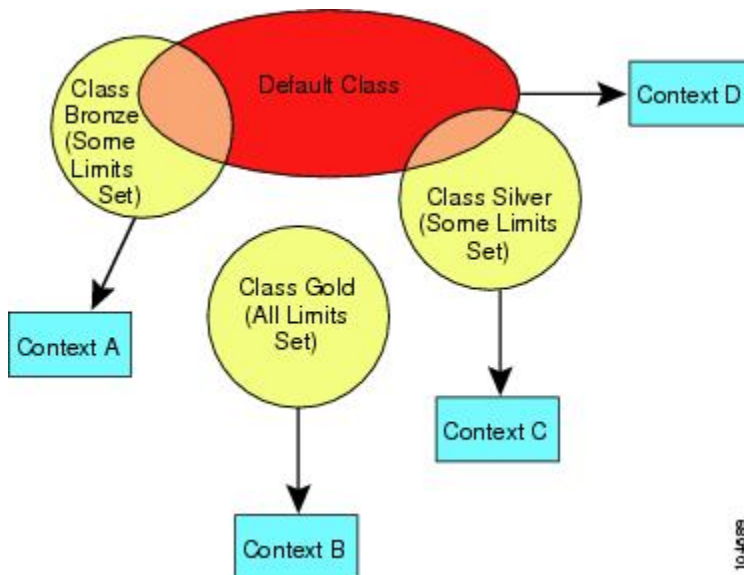 Default Class
Class
Bronze
(Some
Limits
Set)
Context D
Class Silver
(Some Limits
Set)
Class Gold
(All Limits
Set)
Context A
Context C
Context B